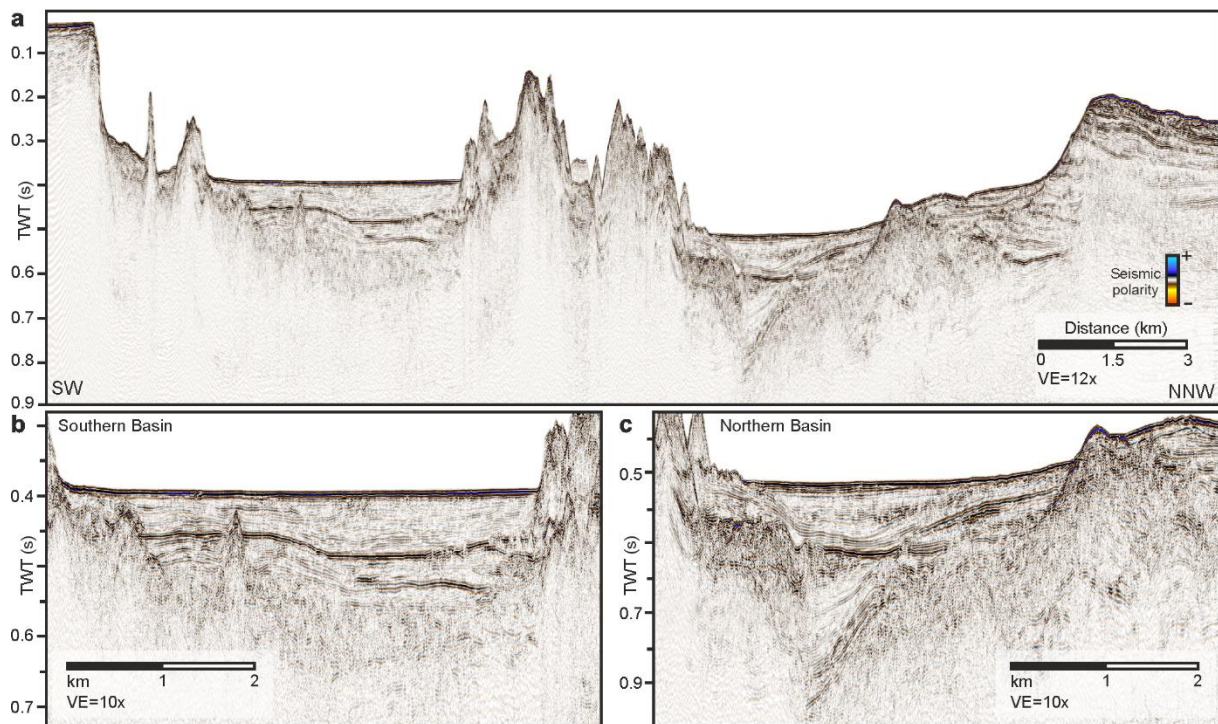 a
0.1
0.2
0.3
TWT (s)
0.6
0.7
0.8
0.9
SW
Seismic
polarity
+
-
Distance (km)
0 1.5 3
VE=12x
NNW
b Southern Basin
0.4
TWT (s)
0.6
0.7
km 1 2
VE=10x
c Northern Basin
0.5
TWT (s)
0.7
0.9
km 1 2
VE=10x